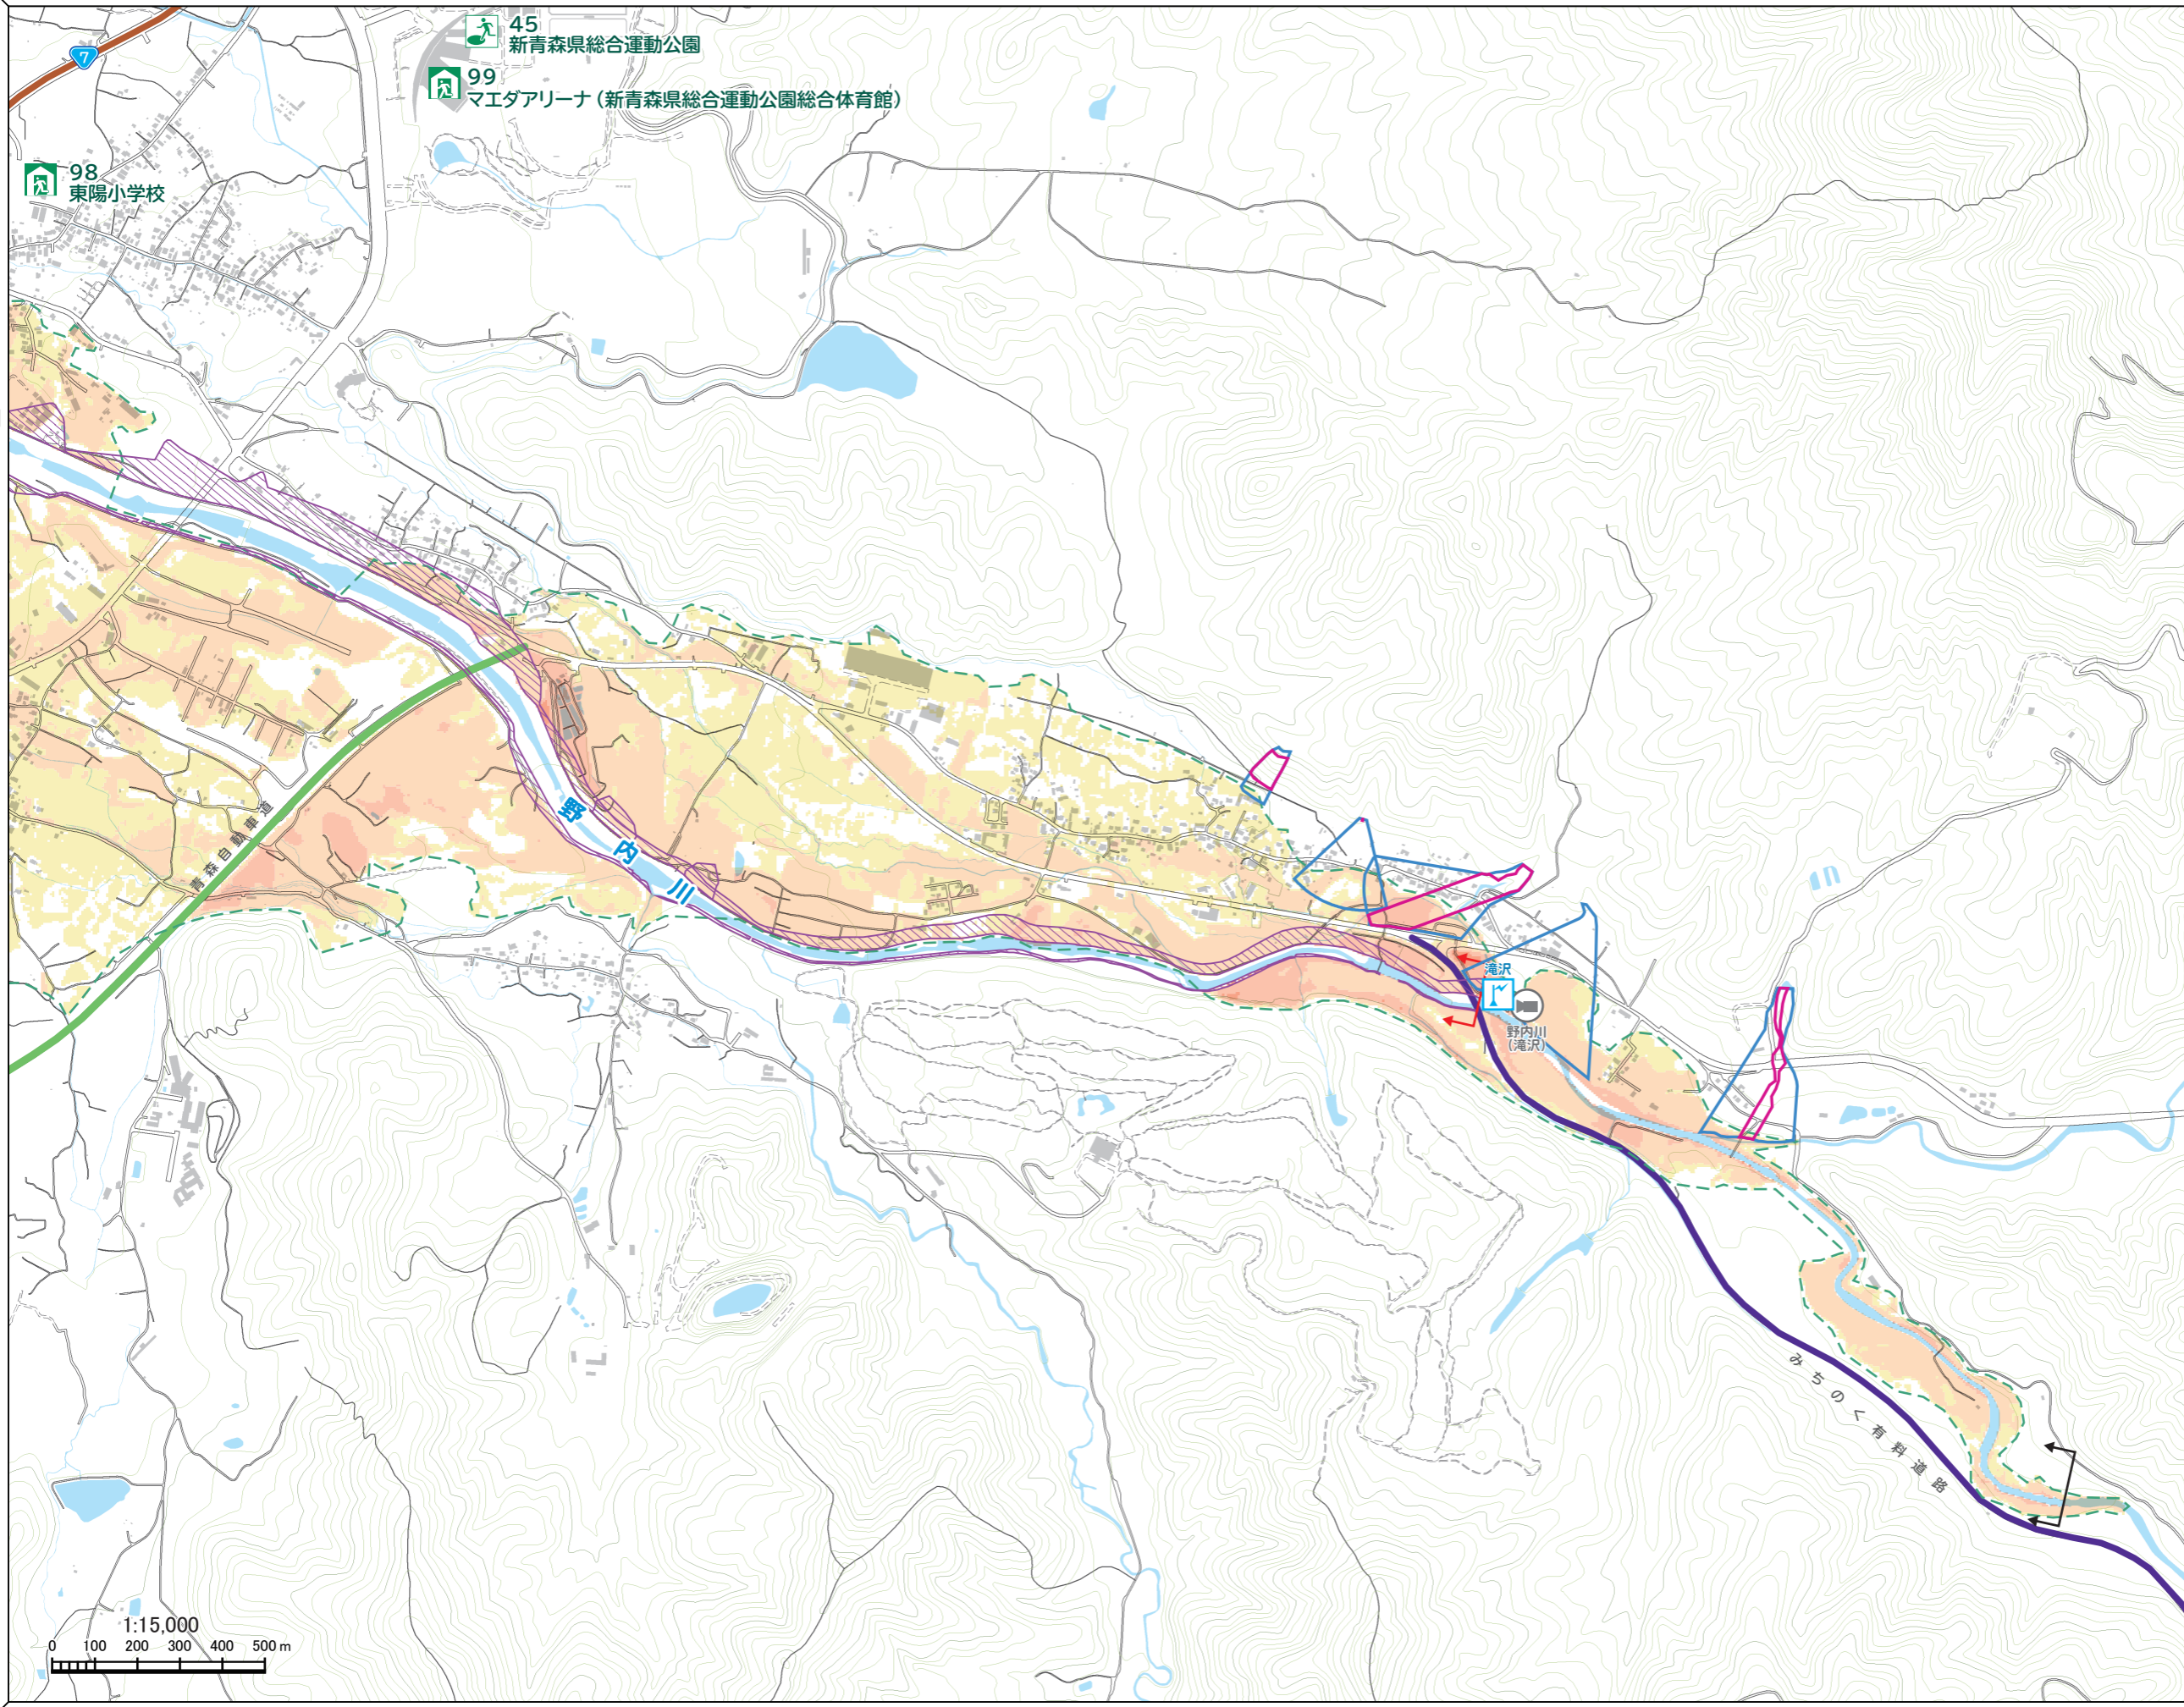 7
45
新青森県総合運動公園
99
マエダアリーナ（新青森県総合運動公園総合体育館）
98
東陽小学校
青森自動車道
野内川
滝沢
野内川
（滝沢）
みちのく有料道路
1:15,000
0 100 200 300 400 500 m